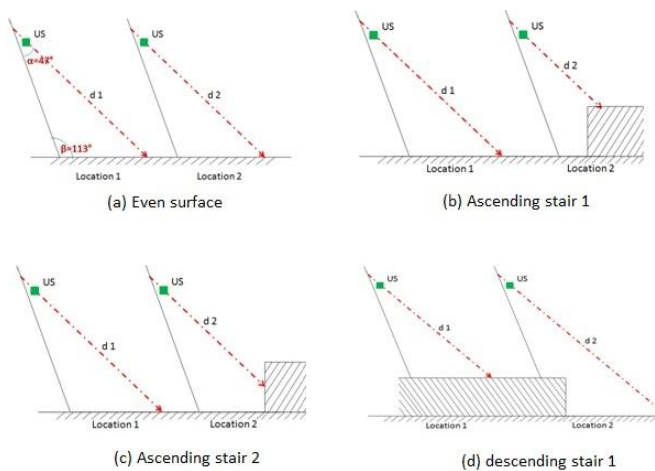 US
US
α=47°
d 1
d 2
β=113°
Location 1
Location 2
(a) Even surface
US
US
d 1
d 2
Location 1
Location 2
(b) Ascending stair 1
US
US
d 1
d 2
Location 1
Location 2
(c) Ascending stair 2
US
US
d 1
d 2
Location 1
Location 2
(d) descending stair 1